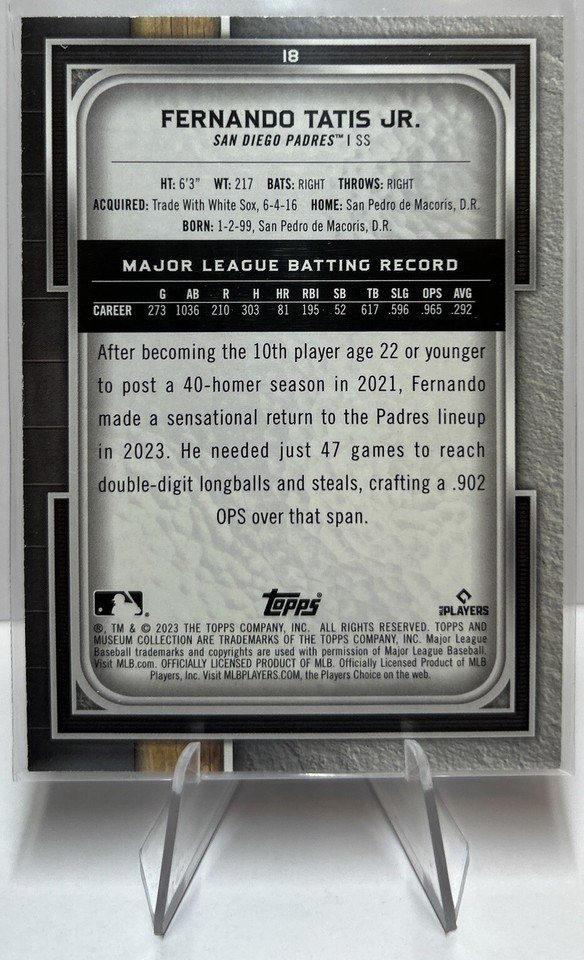 18
FERNANDO TATIS JR.
SAN DIEGO PADRES™ | SS
HT: 6'3" WT: 217 BATS: RIGHT THROWS: RIGHT
ACQUIRED: Trade With White Sox, 6-4-16 HOME: San Pedro de Macoris, D.R.
BORN: 1-2-99, San Pedro de Macoris, D.R.
MAJOR LEAGUE BATTING RECORD
G AB R H HR RBI SB TB SLG OPS AVG
CAREER 273 1036 210 303 81 195 52 617 .596 .965 .292
After becoming the 10th player age 22 or younger
to post a 40-homer season in 2021, Fernando
made a sensational return to the Padres lineup
in 2023. He needed just 47 games to reach
double-digit longballs and steals, crafting a .902
OPS over that span.
®. Topps® MLB PLAYERS
®, TM & © 2023 THE TOPPS COMPANY, INC. ALL RIGHTS RESERVED. TOPPS AND
MUSEUM COLLECTION ARE TRADEMARKS OF THE TOPPS COMPANY, INC. Major League
Baseball trademarks and copyrights are used with permission of Major League Baseball.
Visit MLB.com. OFFICIALLY LICENSED PRODUCT OF MLB. Officially Licensed Product of MLB
Players, Inc. Visit MLBPLAYERS.COM, the Players Choice on the web.